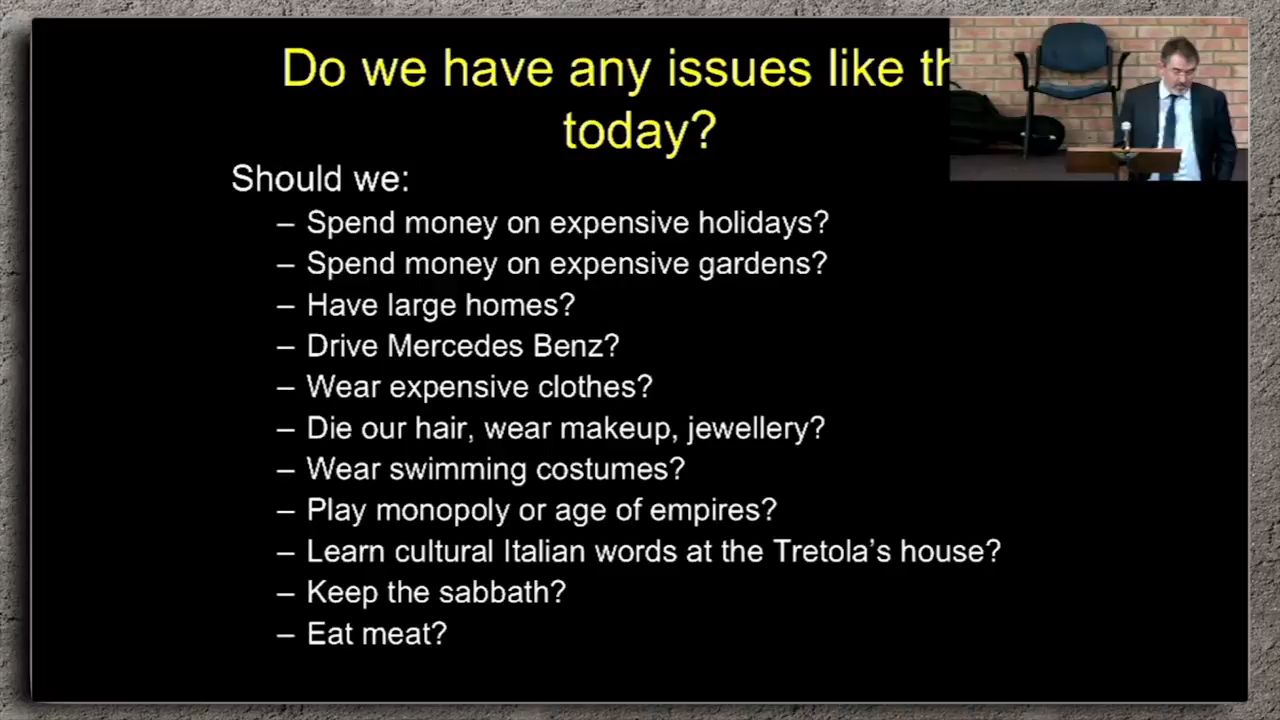 Do we have any issues like
today?
Should we:
– Spend money on expensive holidays?
– Spend money on expensive gardens?
– Have large homes?
– Drive Mercedes Benz?
– Wear expensive clothes?
– Die our hair, wear makeup, jewellery?
– Wear swimming costumes?
– Play monopoly or age of empires?
– Learn cultural Italian words at the Tretola’s house?
– Keep the sabbath?
– Eat meat?